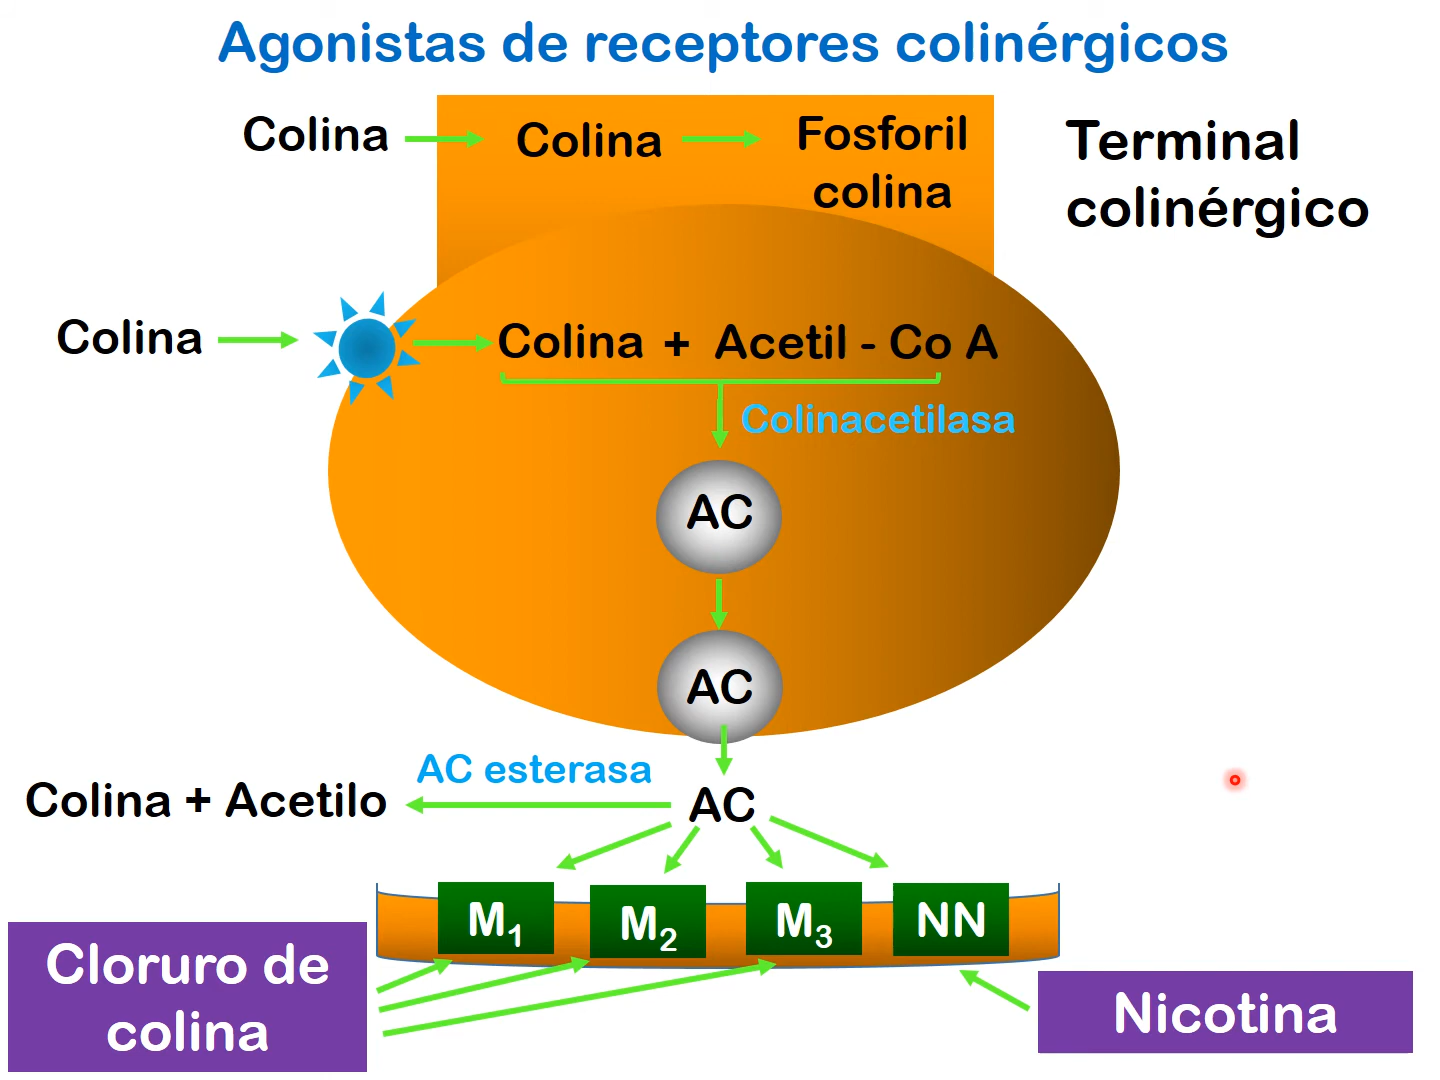 Agonistas de receptores colinérgicos
Colina
Colina
Fosforil
colina
Terminal
colinérgico
Colina
Colina + Acetil - Co A
Colinacetilasa
AC
AC
AC esterasa
Colina + Acetilo
AC
M1
M2
M3
NN
Cloruro de
colina
Nicotina